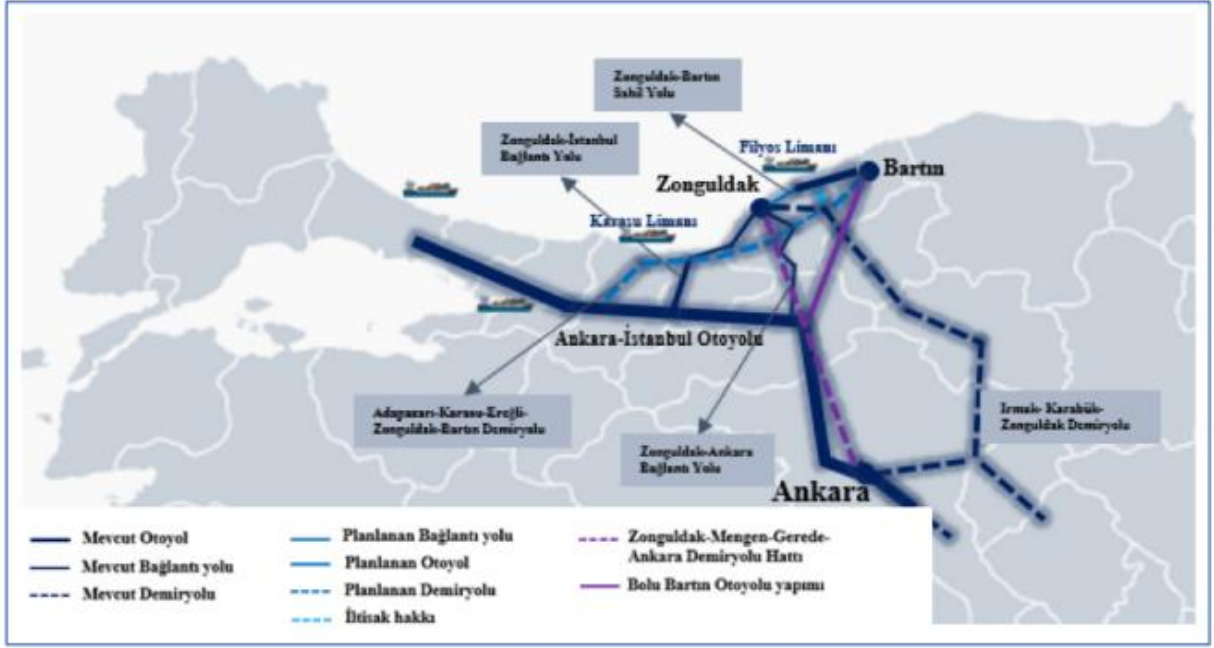 Zonguldak-Bartın
Sahil Yolu
Zonguldak-İstanbul
Bağlantı Yolu
Filyos Limanı
Bartın
Zonguldak
Karasu Limanı
Ankara-İstanbul Otoyolu
Adapazarı-Karasu-Ereğli-
Zonguldak-Bartın Demiryolu
Zonguldak-Ankara
Bağlantı Yolu
Irmak- Karabük-
Zonguldak Demiryolu
Ankara
Mevcut Otoyol
Mevcut Bağlantı yolu
Mevcut Demiryolu
Planlanan Bağlantı yolu
Planlanan Otoyol
Planlanan Demiryolu
İltisak hakkı
Zonguldak-Mengen-Gerede-
Ankara Demiryolu Hattı
Bolu Bartın Otoyolu yapımı